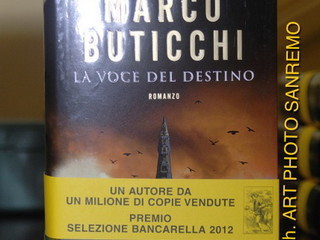 MARCO
BUTICCHI
LA VOCE DEL DESTINO
ROMANZO
UN AUTORE DA
UN MILIONE DI COPIE VENDUTE
PREMIO
SELEZIONE BANCARELLA 2012
h. ART PHOTO SANREMO